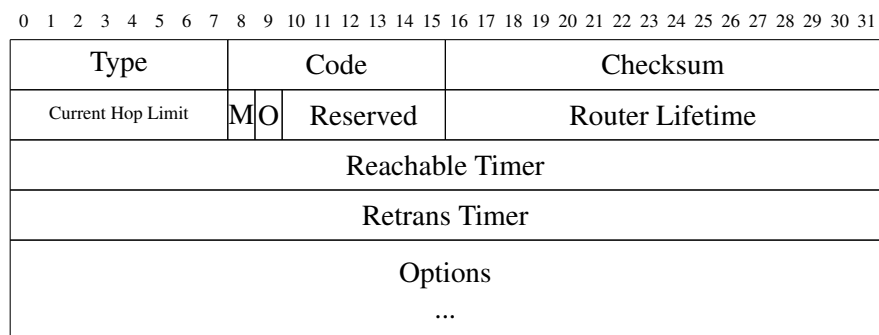 0 1 2 3 4 5 6 7 8 9 10 11 12 13 14 15 16 17 18 19 20 21 22 23 24 25 26 27 28 29 30 31
Type Code Checksum
Current Hop Limit M O Reserved Router Lifetime
Reachable Timer
Retrans Timer
Options
...